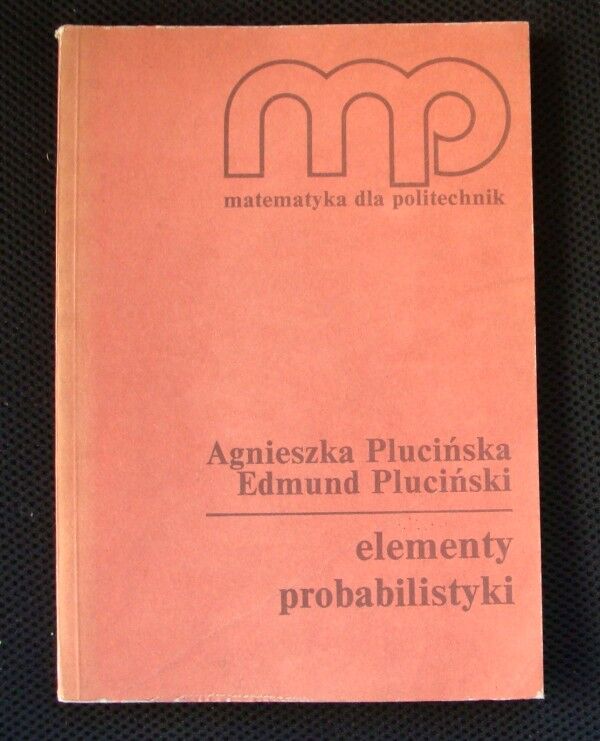 mp
matematyka dla politechnik
Agnieszka Plucińska
Edmund Pluciński
elementy
probabilistyki